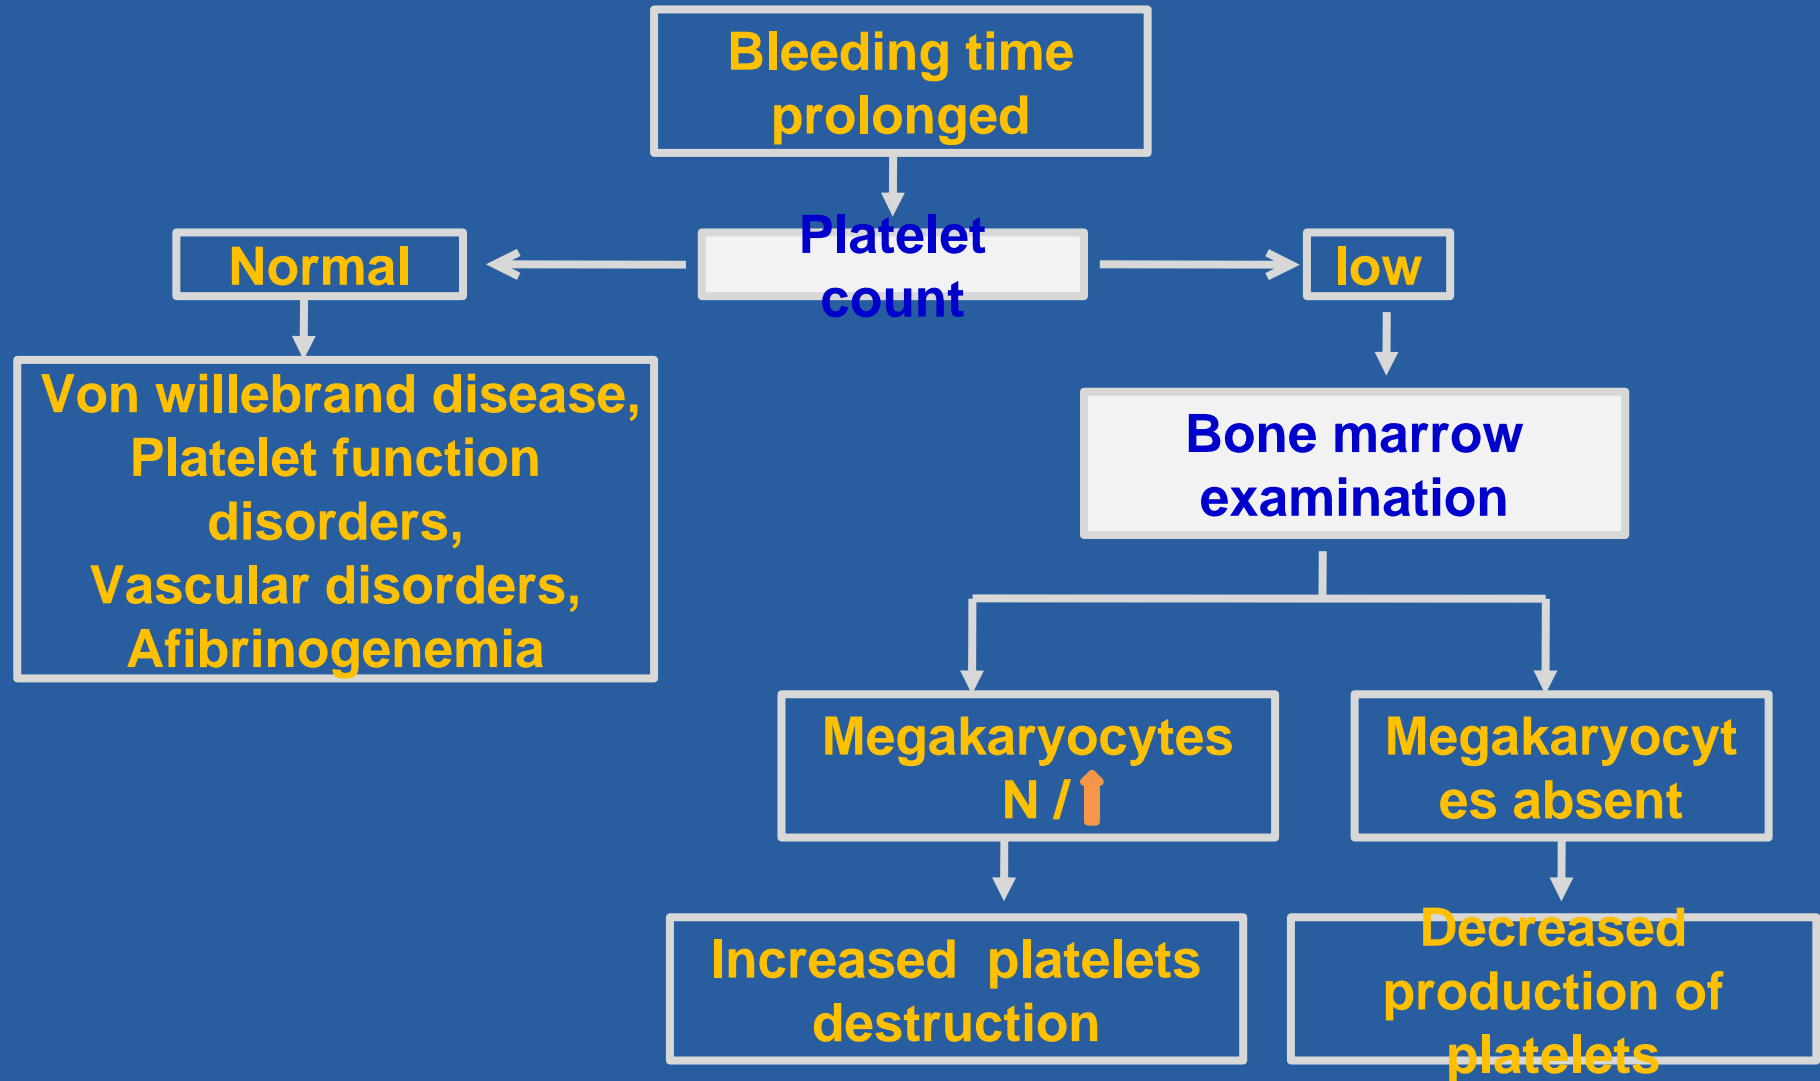 Bleeding time
prolonged
Platelet
count
Normal
low
Von willebrand disease,
Platelet function
disorders,
Vascular disorders,
Afibrinogenemia
Bone marrow
examination
Megakaryocytes
N /
Megakaryocyt
es absent
Increased platelets
destruction
Decreased
production of
platelets